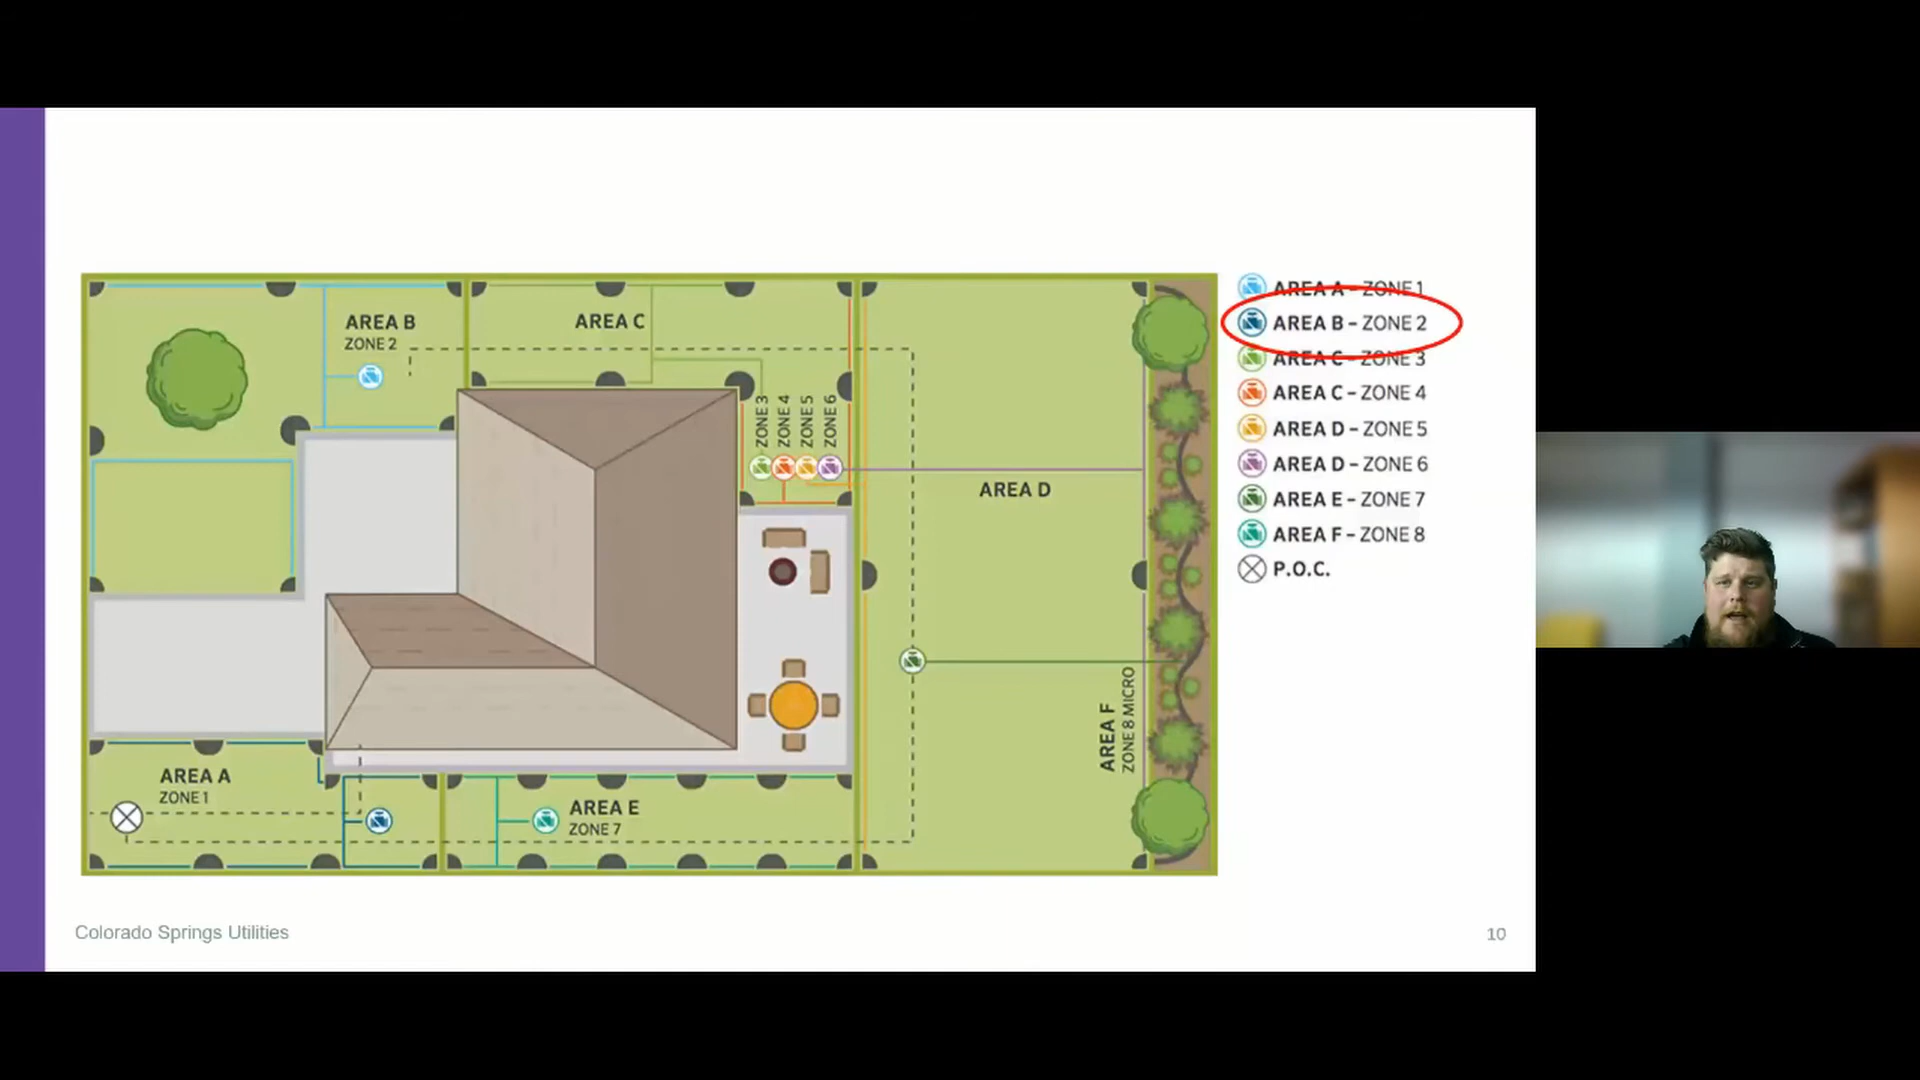 AREA B
ZONE 2
AREA C
ZONE 3
ZONE 4
ZONE 5
ZONE 6
AREA D
AREA A
ZONE 1
AREA E
ZONE 7
AREA F
ZONE 8 MICRO
AREA A – ZONE 1
AREA B – ZONE 2
AREA C – ZONE 3
AREA C – ZONE 4
AREA D – ZONE 5
AREA D – ZONE 6
AREA E – ZONE 7
AREA F – ZONE 8
P.O.C.
Colorado Springs Utilities
10